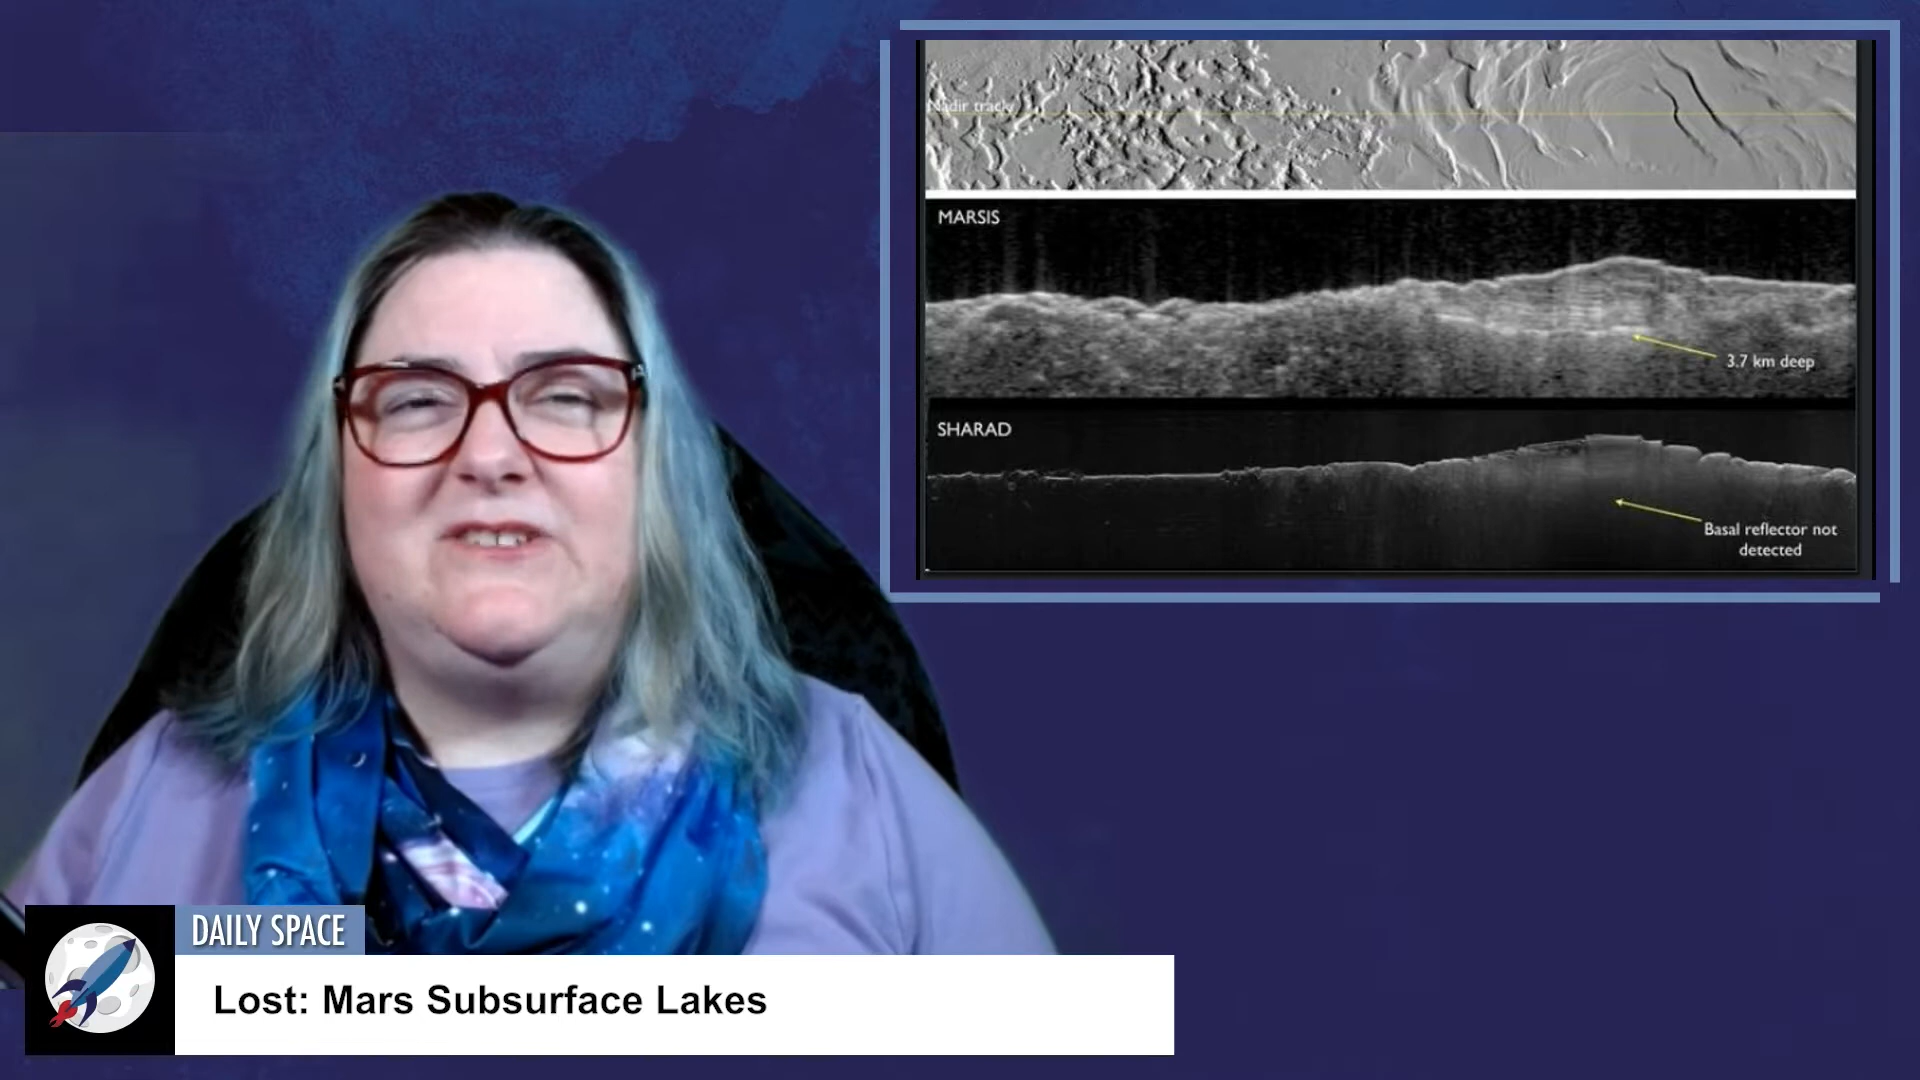 Nadir track
MARSIS
3.7 km deep
SHARAD
Basal reflector not
detected
DAILY SPACE
Lost: Mars Subsurface Lakes